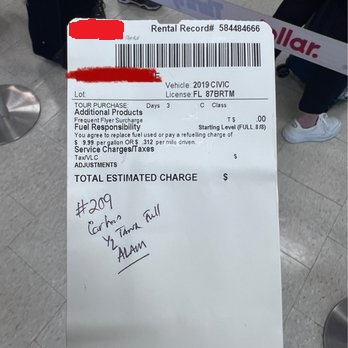 llar.
Rental Record# 584484666
Vehicle: 2019 CIVIC
Lot: License: FL 87BRTM
TOUR PURCHASE Days 3 C Class
Additional Products
Frequent Flyer Surcharge T$ .00
Fuel Responsibility Starting Level (FULL 8/8)
You agree to replace fuel used or pay a refuelling charge of
$ 9.99 per gallon OR $ .312 per mile driven.
Service Charges/Taxes
Tax/VLC $
ADJUSTMENTS
TOTAL ESTIMATED CHARGE $
#209
Car has
1/2 Tank Full
ALAM